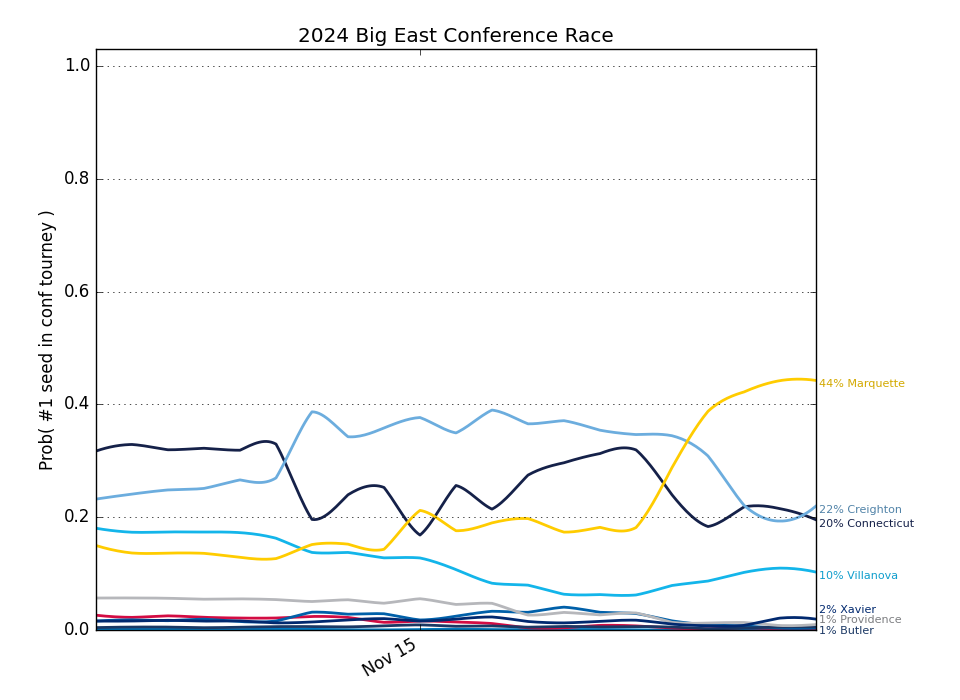 2024 Big East Conference Race
Prob( #1 seed in conf tourney )
1.0
0.8
0.6
0.4
0.2
0.0
Nov 15
44% Marquette
22% Creighton
20% Connecticut
10% Villanova
2% Xavier
1% Providence
1% Butler